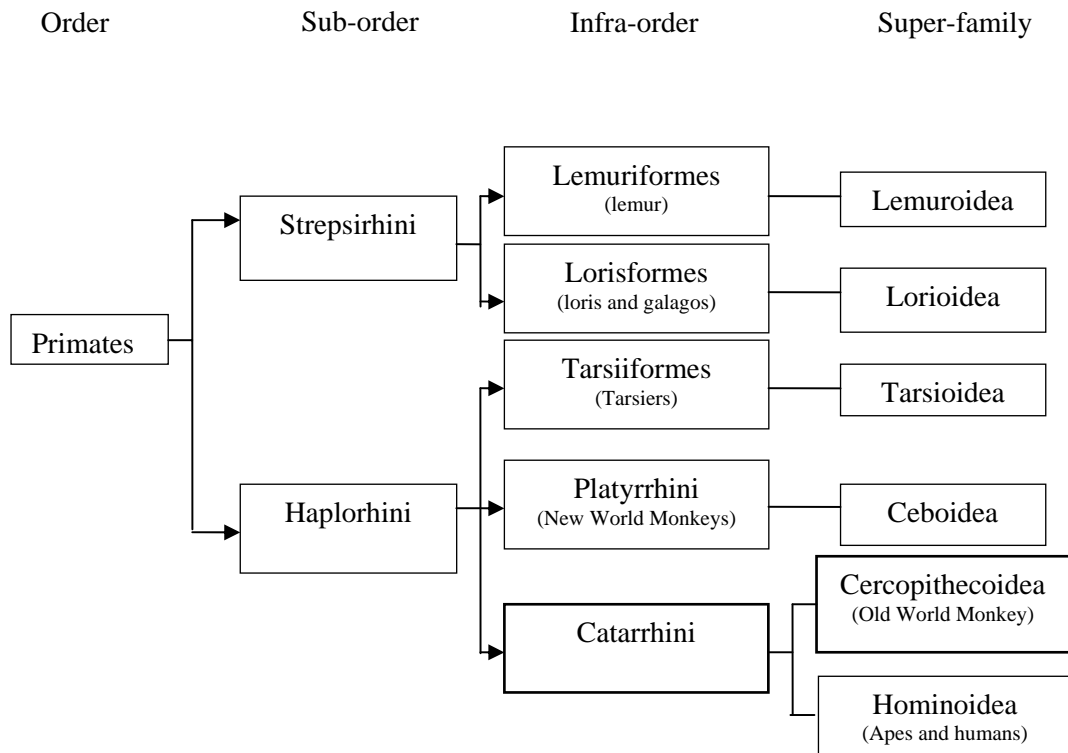 Order Sub-order Infra-order Super-family
Lemuriformes
(lemur)
Lemuroidea
Strepsirhini
Lorisformes
(loris and galagos)
Lorioidea
Primates
Tarsiiformes
(Tarsiers)
Tarsioidea
Haplorhini
Platyrrhini
(New World Monkeys)
Ceboidea
Catarrhini
Cercopithecoidea
(Old World Monkey)
Hominoidea
(Apes and humans)